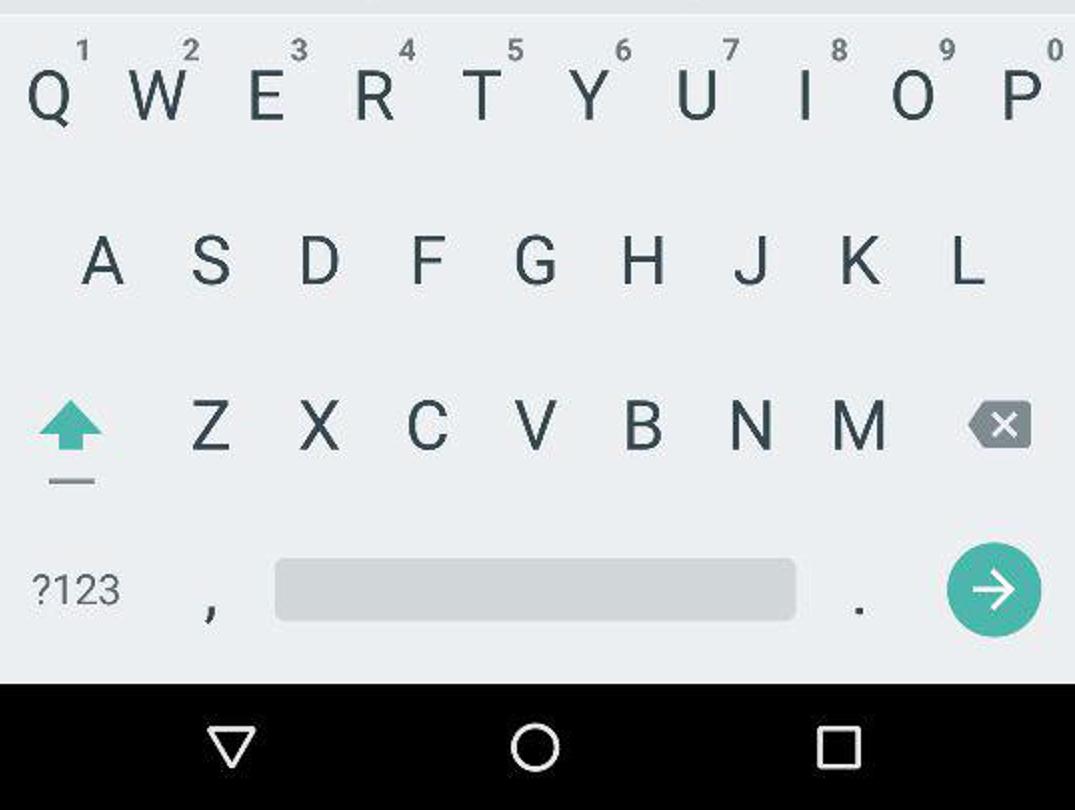 1 2 3 4 5 6 7 8 9 0
Q W E R T Y U I O P
A S D F G H J K L
Z X C V B N M
?123 , .